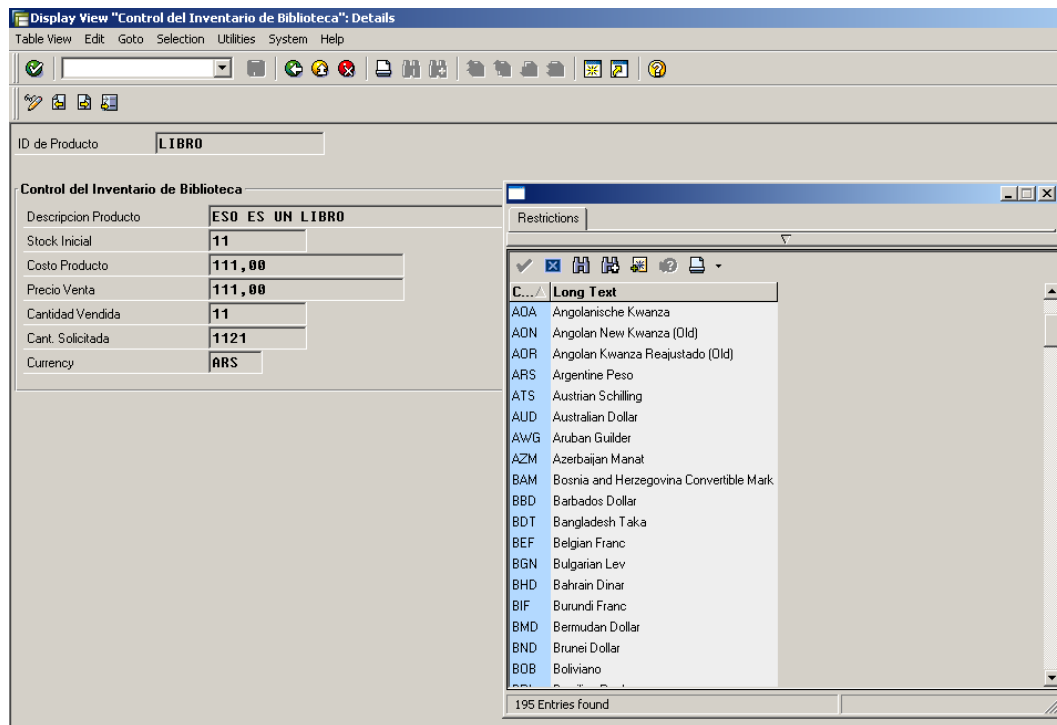 Display View "Control del Inventario de Biblioteca": Details
Table View Edit Goto Selection Utilities System Help
ID de Producto LIBRO
Control del Inventario de Biblioteca
Descripcion Producto ESO ES UN LIBRO
Stock Inicial 11
Costo Producto 111,00
Precio Venta 111,00
Cantidad Vendida 11
Cant. Solicitada 1121
Currency ARS
Restrictions
C... Long Text
AOA Angolanische Kwanza
AON Angolan New Kwanza (Old)
AOR Angolan Kwanza Reajustado (Old)
ARS Argentine Peso
ATS Austrian Schilling
AUD Australian Dollar
AWG Aruban Guilder
AZM Azerbaijan Manat
BAM Bosnia and Herzegovina Convertible Mark
BBD Barbados Dollar
BDT Bangladesh Taka
BEF Belgian Franc
BGN Bulgarian Lev
BHD Bahrain Dinar
BIF Burundi Franc
BMD Bermudan Dollar
BND Brunei Dollar
BOB Boliviano
195 Entries found